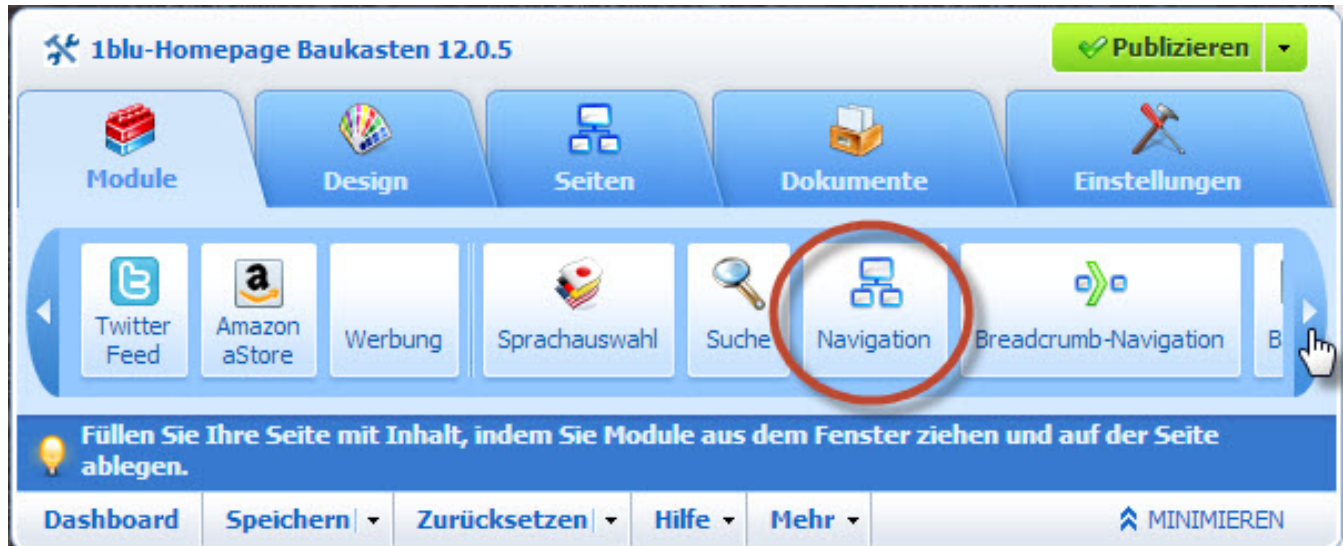 1blu-Homepage Baukasten 12.0.5
Publizieren
Module
Design
Seiten
Dokumente
Einstellungen
Twitter
Feed
Amazon
aStore
Werbung
Sprachauswahl
Suche
Navigation
Breadcrumb-Navigation
B
Füllen Sie Ihre Seite mit Inhalt, indem Sie Module aus dem Fenster ziehen und auf der Seite
ablegen.
Dashboard
Speichern
Zurücksetzen
Hilfe
Mehr
MINIMIEREN